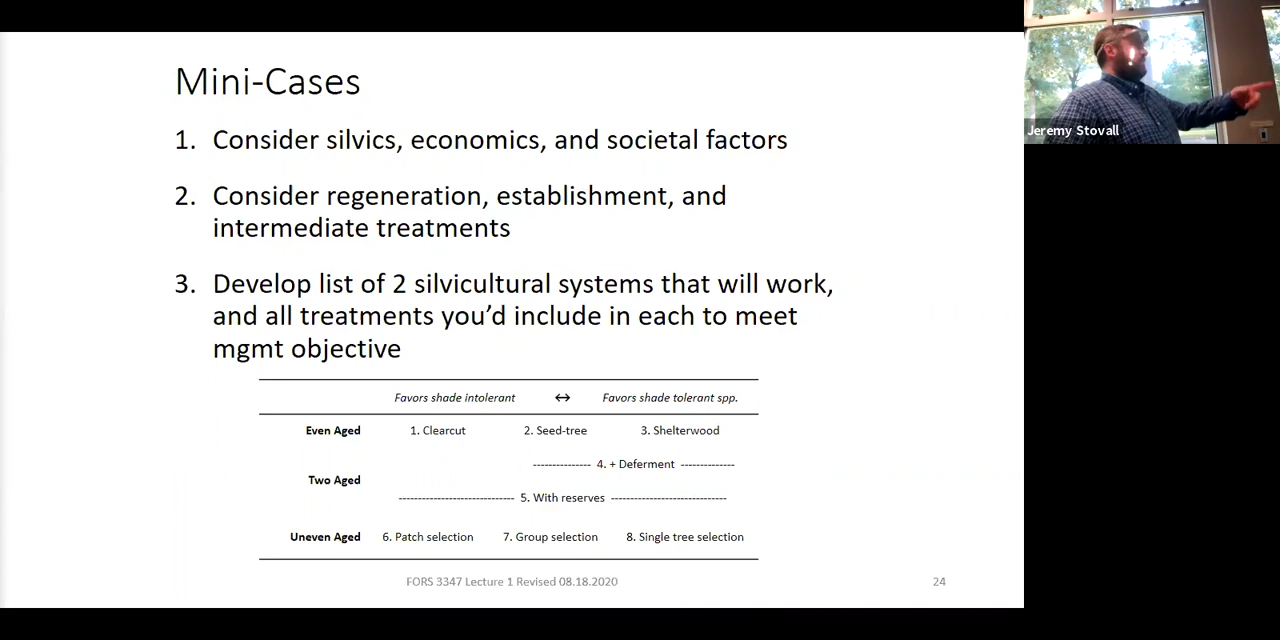 Mini-Cases
1. Consider silvics, economics, and societal factors
2. Consider regeneration, establishment, and
intermediate treatments
3. Develop list of 2 silvicultural systems that will work,
and all treatments you’d include in each to meet
mgmt objective
Favors shade intolerant ↔ Favors shade tolerant spp.
Even Aged 1. Clearcut 2. Seed-tree 3. Shelterwood
4. + Deferment
Two Aged
5. With reserves
Uneven Aged 6. Patch selection 7. Group selection 8. Single tree selection
FORS 3347 Lecture 1 Revised 08.18.2020 24
Jeremy Stovall